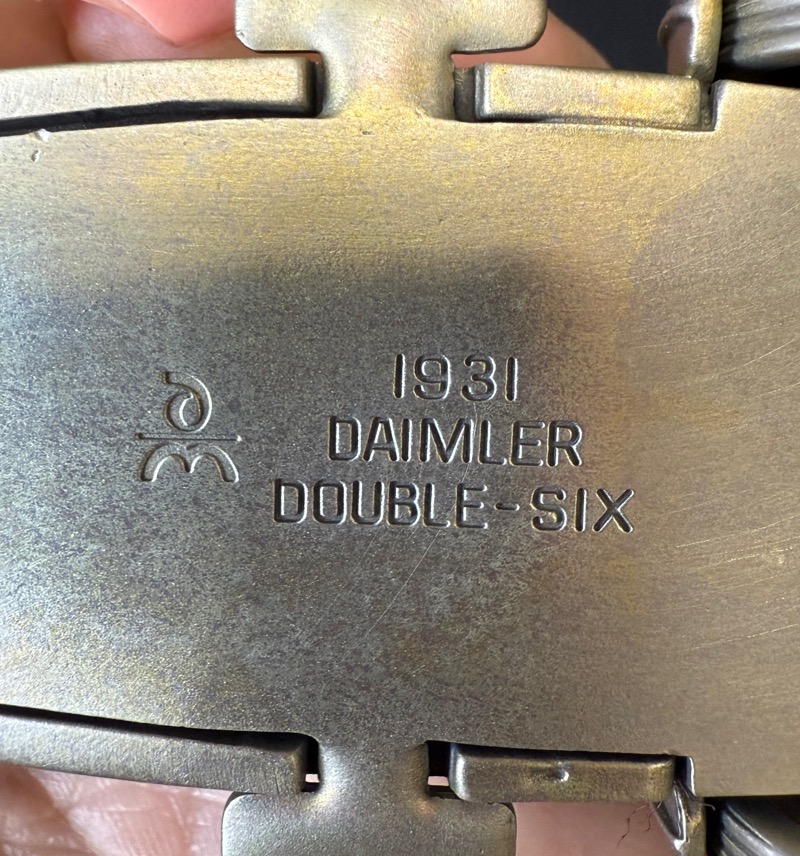 1931
DAIMLER
DOUBLE-SIX